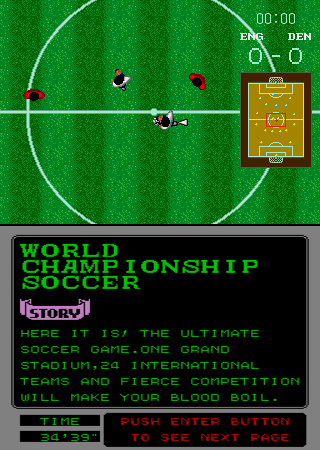 00:00
ENG DEN
0 - 0
WORLD
CHAMPIONSHIP
SOCCER
STORY
HERE IT IS! THE ULTIMATE
SOCCER GAME.ONE GRAND
STADIUM,24 INTERNATIONAL
TEAMS AND FIERCE COMPETITION
WILL MAKE YOUR BLOOD BOIL.
TIME
34'39"
PUSH ENTER BUTTON
TO SEE NEXT PAGE